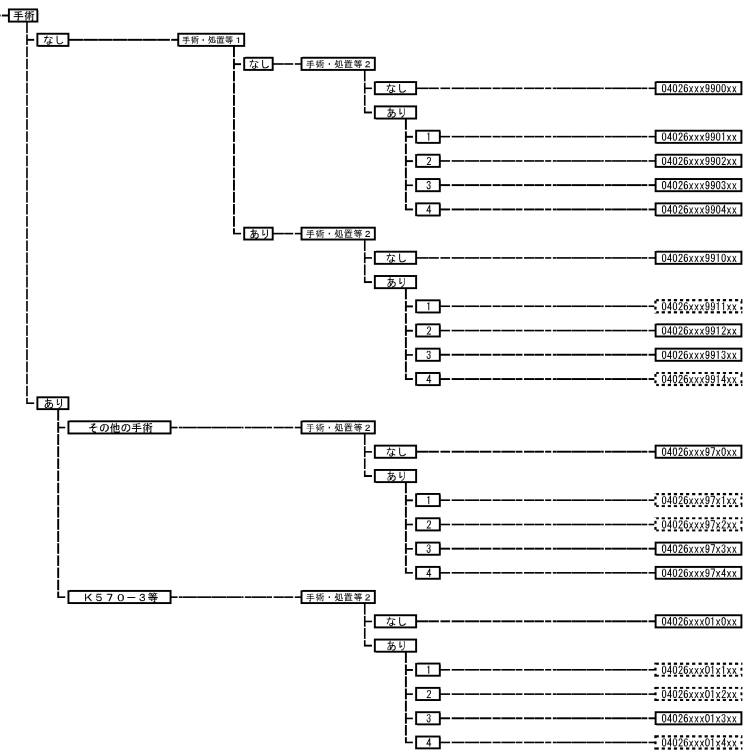 手術
なし 手術・処置等1
なし 手術・処置等2
なし 04026xxx9900xx
あり
1 04026xxx9901xx
2 04026xxx9902xx
3 04026xxx9903xx
4 04026xxx9904xx
あり 手術・処置等2
なし 04026xxx9910xx
あり
1 04026xxx9911xx
2 04026xxx9912xx
3 04026xxx9913xx
4 04026xxx9914xx
あり
その他の手術 手術・処置等2
なし 04026xxx97x0xx
あり
1 04026xxx97x1xx
2 04026xxx97x2xx
3 04026xxx97x3xx
4 04026xxx97x4xx
K570-3等 手術・処置等2
なし 04026xxx01x0xx
あり
1 04026xxx01x1xx
2 04026xxx01x2xx
3 04026xxx01x3xx
4 04026xxx01x4xx